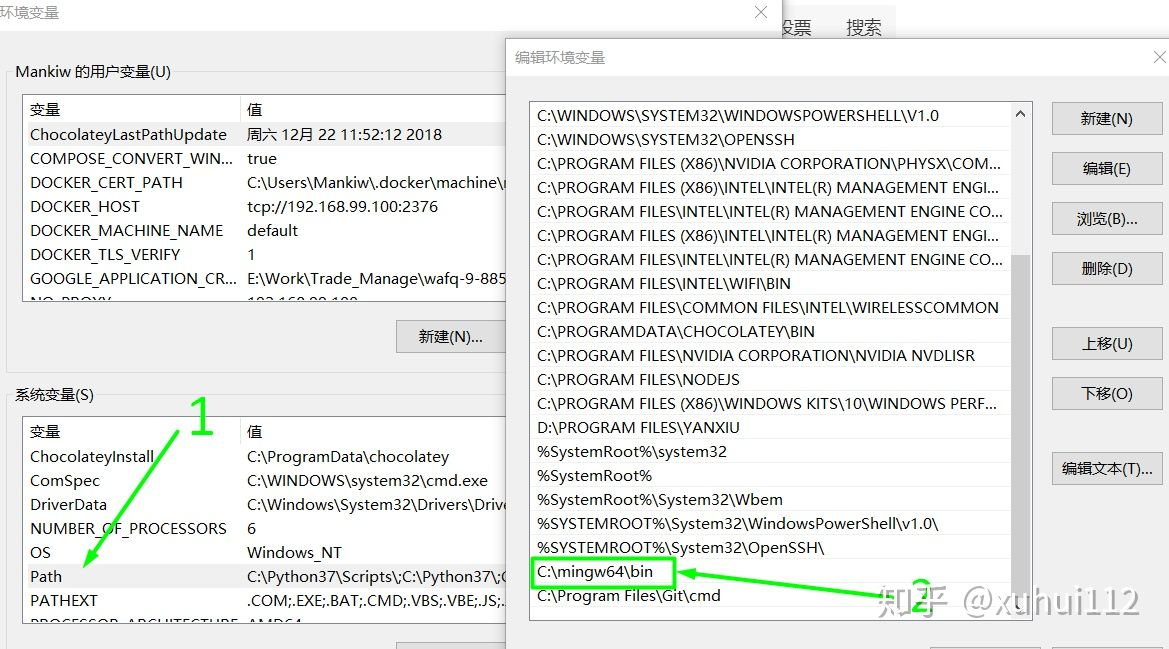 环境变量
投票 搜索
编辑环境变量
Mankiw 的用户变量(U)
变量 值
ChocolateyLastPathUpdate 周六 12月 22 11:52:12 2018
COMPOSE_CONVERT_WIN... true
DOCKER_CERT_PATH C:\Users\Mankiw\.docker\machine\
DOCKER_HOST tcp://192.168.99.100:2376
DOCKER_MACHINE_NAME default
DOCKER_TLS_VERIFY 1
GOOGLE_APPLICATION_CR... E:\Work\Trade_Manage\wafq-9-885
NO_PROXY 192.168.99.100
新建(N)...
系统变量(S)
1
变量 值
ChocolateyInstall C:\ProgramData\chocolatey
ComSpec C:\WINDOWS\system32\cmd.exe
DriverData C:\Windows\System32\Drivers\Drive
NUMBER_OF_PROCESSORS 6
OS Windows_NT
Path C:\Python37\Scripts\;C:\Python37\;C
PATHEXT .COM;.EXE;.BAT;.CMD;.VBS;.VBE;.JS;.
PROCESSOR_ARCHITECTURE AMD64
C:\WINDOWS\SYSTEM32\WINDOWSPOWERSHELL\V1.0
C:\WINDOWS\SYSTEM32\OPENSSH
C:\PROGRAM FILES (X86)\NVIDIA CORPORATION\PHYSX\COM...
C:\PROGRAM FILES (X86)\INTEL\INTEL(R) MANAGEMENT ENGI...
C:\PROGRAM FILES\INTEL\INTEL(R) MANAGEMENT ENGINE CO...
C:\PROGRAM FILES (X86)\INTEL\INTEL(R) MANAGEMENT ENGI...
C:\PROGRAM FILES\INTEL\INTEL(R) MANAGEMENT ENGINE CO...
C:\PROGRAM FILES\INTEL\WIFI\BIN
C:\PROGRAM FILES\COMMON FILES\INTEL\WIRELESSCOMMON
C:\PROGRAMDATA\CHOCOLATEY\BIN
C:\PROGRAM FILES\NVIDIA CORPORATION\NVIDIA NVDLISR
C:\PROGRAM FILES\NODEJS
C:\PROGRAM FILES (X86)\WINDOWS KITS\10\WINDOWS PERF...
D:\PROGRAM FILES\YANXIU
%SystemRoot%\system32
%SystemRoot%
%SystemRoot%\System32\Wbem
%SYSTEMROOT%\System32\WindowsPowerShell\v1.0\
%SYSTEMROOT%\System32\OpenSSH\
C:\mingw64\bin
C:\Program Files\Git\cmd
2
新建(N)
编辑(E)
浏览(B)...
删除(D)
上移(U)
下移(O)
编辑文本(T)...
知乎 @xuhui112